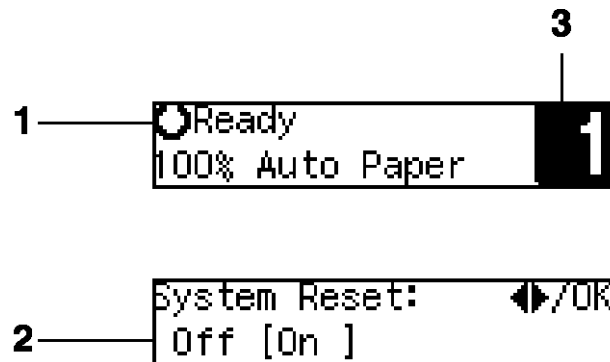 3
1 Ready 1
100% Auto Paper
System Reset: ◀▶/OK
2 Off [On ]